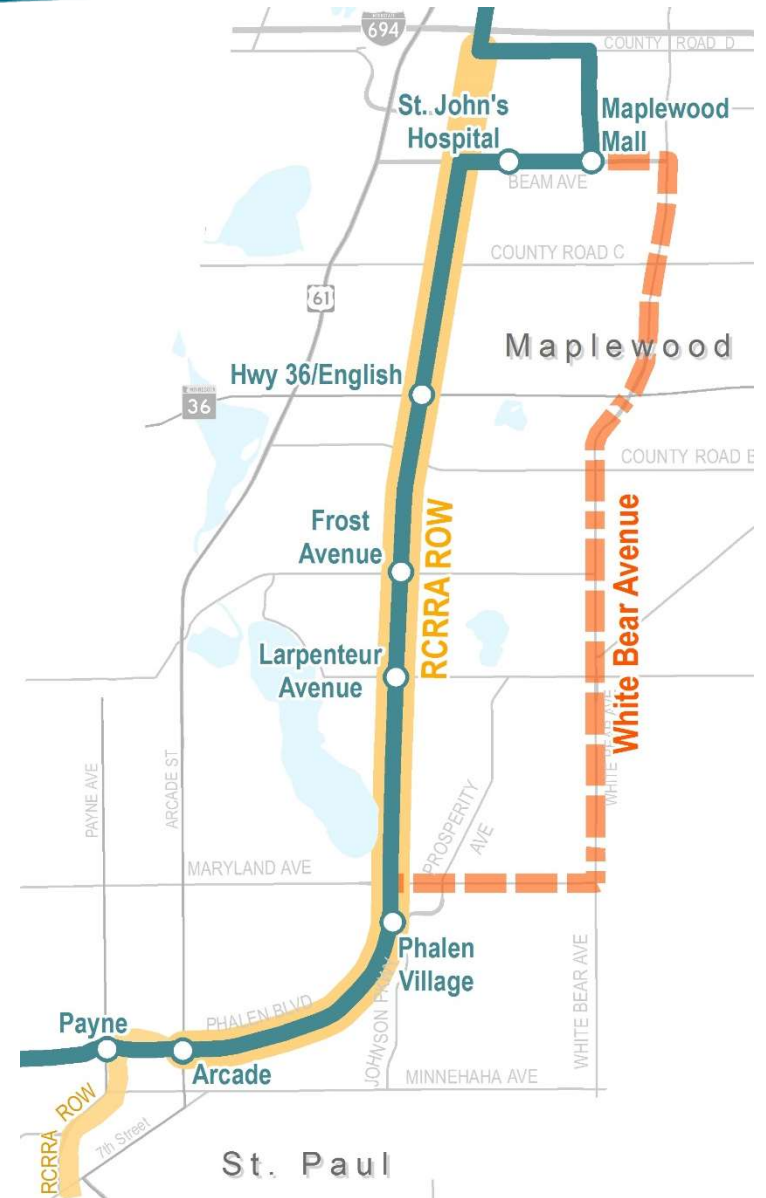 MINNESOTA
694
COUNTY ROAD D
St. John's
Hospital
Maplewood
Mall
BEAM AVE
COUNTY ROAD C
61
Maplewood
Hwy 36/English
MINNESOTA
36
COUNTY ROAD B
Frost
Avenue
RCRRA ROW
White Bear Avenue
Larpenteur
Avenue
WHITE BEAR AVE
PAYNE AVE
ARCADE ST
PROSPERITY
AVE
MARYLAND AVE
Phalen
Village
WHITE BEAR AVE
Payne
PHALEN BLVD
JOHNSON PKWY
Arcade
MINNEHAHA AVE
RCRRA ROW
7th Street
St. Paul